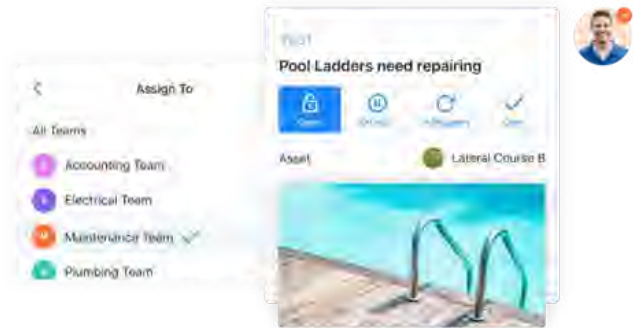 Assign To
All Teams
Accounting Team
Electrical Team
Maintenance Team
Plumbing Team
Pool Ladders need repairing
Open
On Hold
In Progress
Done
Asset
Lateral Course B